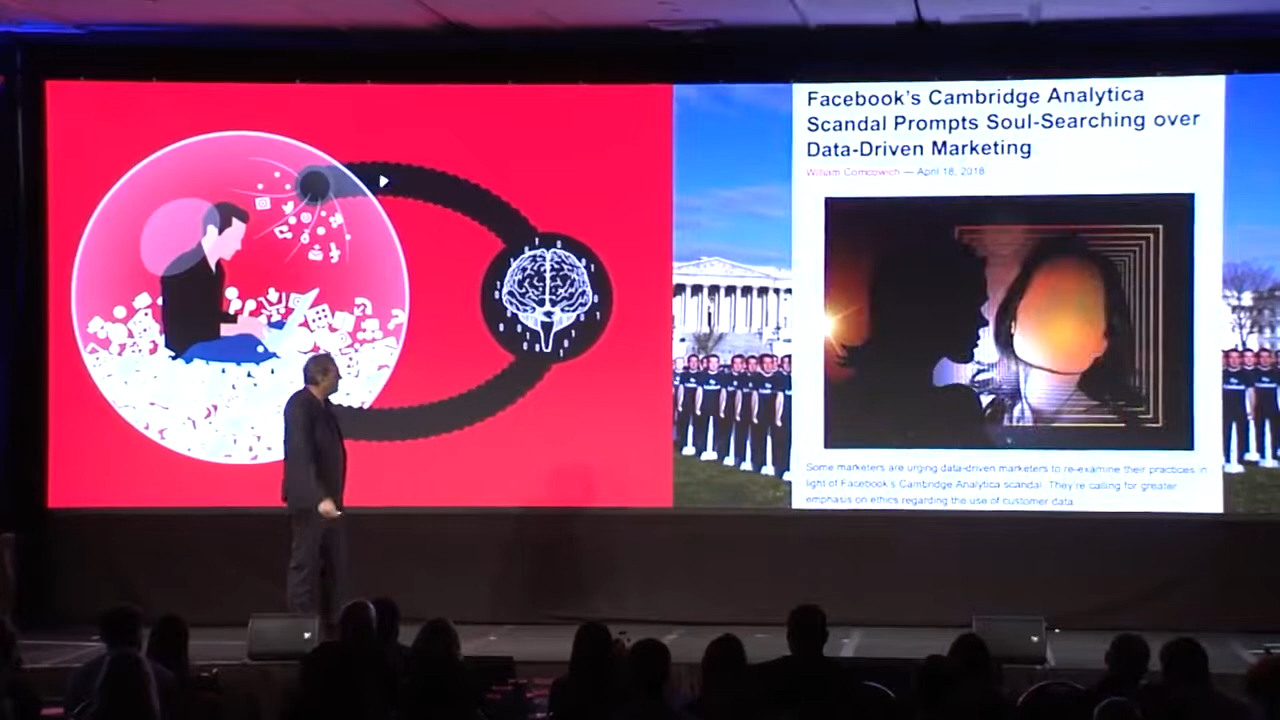 Facebook's Cambridge Analytica
Scandal Prompts Soul-Searching over
Data-Driven Marketing
William Comcowich — April 18, 2018
Some marketers are urging data-driven marketers to re-examine their practices in
light of Facebook's Cambridge Analytica scandal. They're calling for greater
emphasis on ethics regarding the use of customer data.